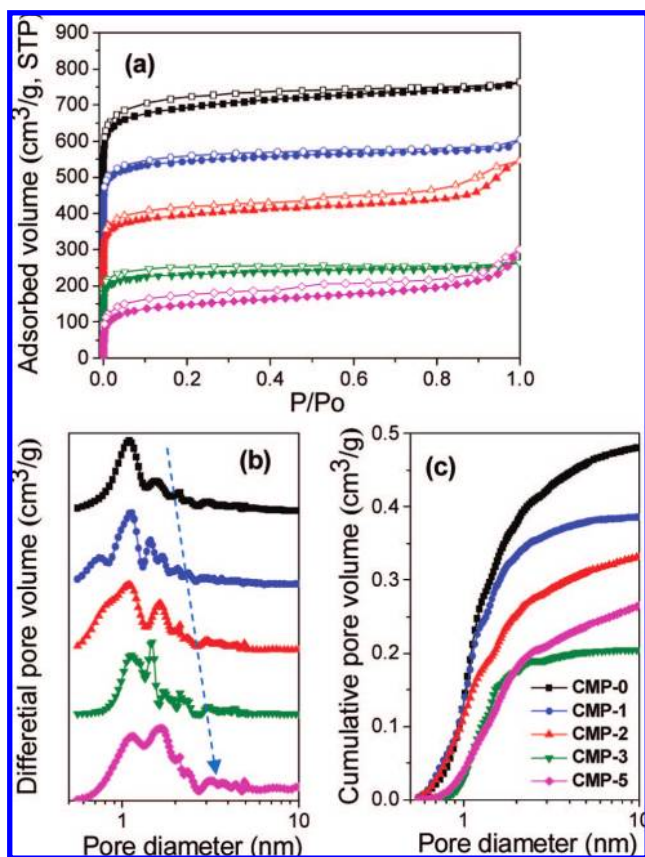 (a)
Adsorbed volume (cm³/g, STP)
900
800
700
600
500
400
300
200
100
0
0.0 0.2 0.4 0.6 0.8 1.0
P/Po
(b)
Differetial pore volume (cm³/g)
1 10
Pore diameter (nm)
(c)
Cumulative pore volume (cm³/g)
0.5
0.4
0.3
0.2
0.1
0.0
CMP-0
CMP-1
CMP-2
CMP-3
CMP-5
1 10
Pore diameter (nm)